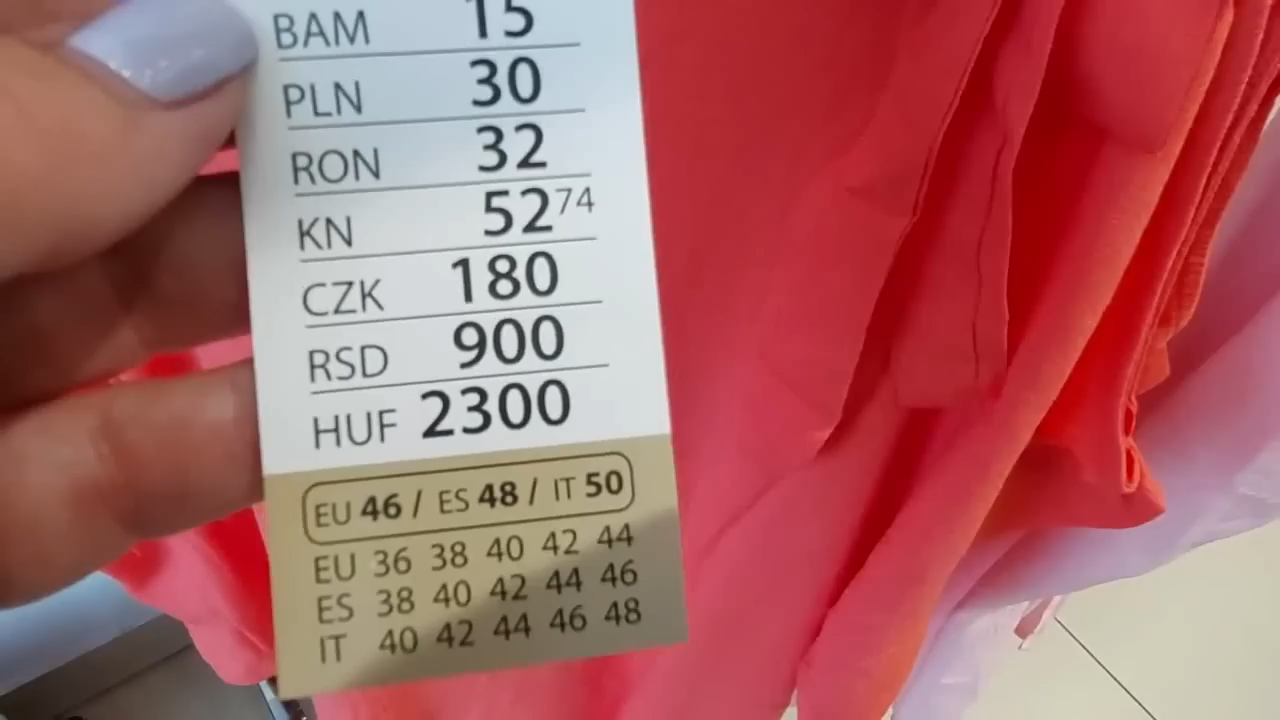 BAM 15
PLN 30
RON 32
KN 52⁷⁴
CZK 180
RSD 900
HUF 2300
EU 46 / ES 48 / IT 50
EU 36 38 40 42 44
ES 38 40 42 44 46
IT 40 42 44 46 48